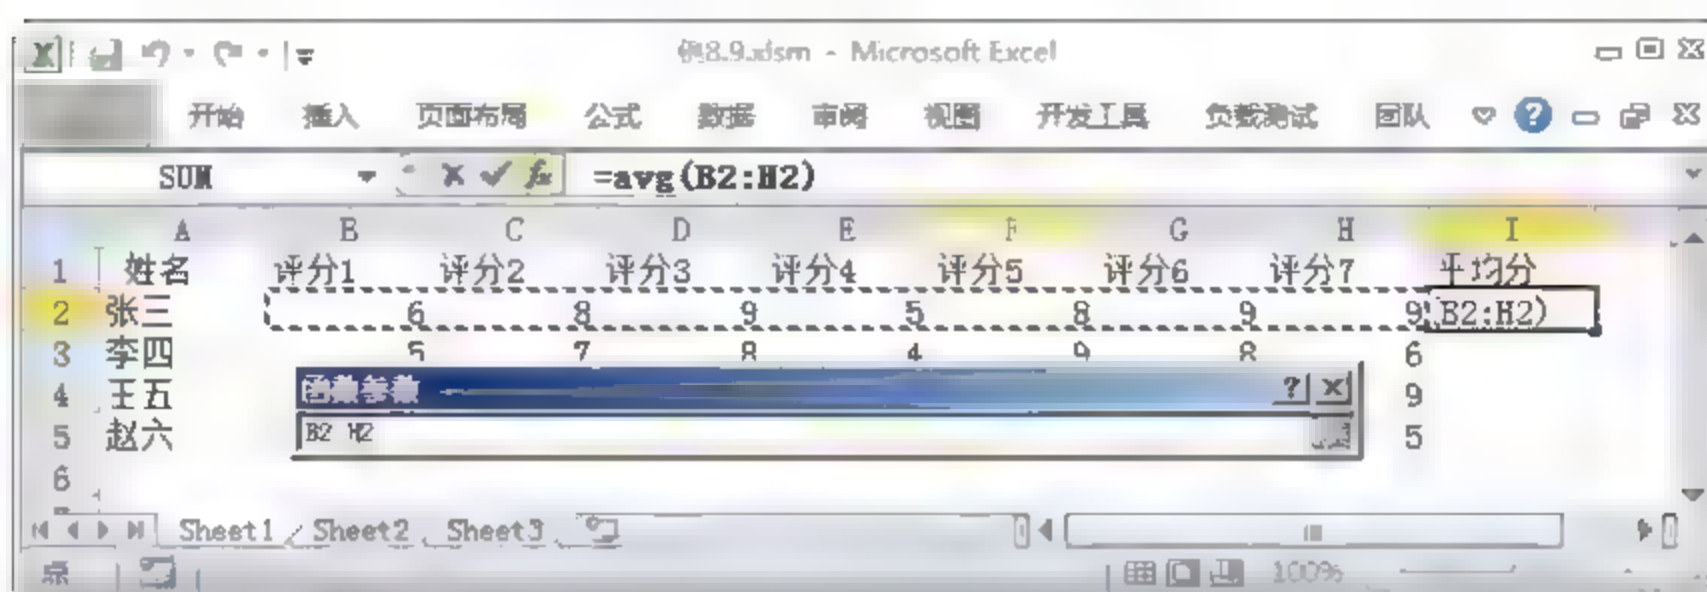 例8.9.xlsm - Microsoft Excel
开始 插入 页面布局 公式 数据 审阅 视图 开发工具 负载测试 团队
SUM fx =avg(B2:H2)
A B C D E F G H I
1 姓名 评分1 评分2 评分3 评分4 评分5 评分6 评分7 平均分
2 张三 6 8 9 5 8 9 9 B2:H2)
3 李四 5 7 8 4 9 8 6
函数参数
4 王五 9
B2 H2
5 赵六 5
6
Sheet1 Sheet2 Sheet3
100%